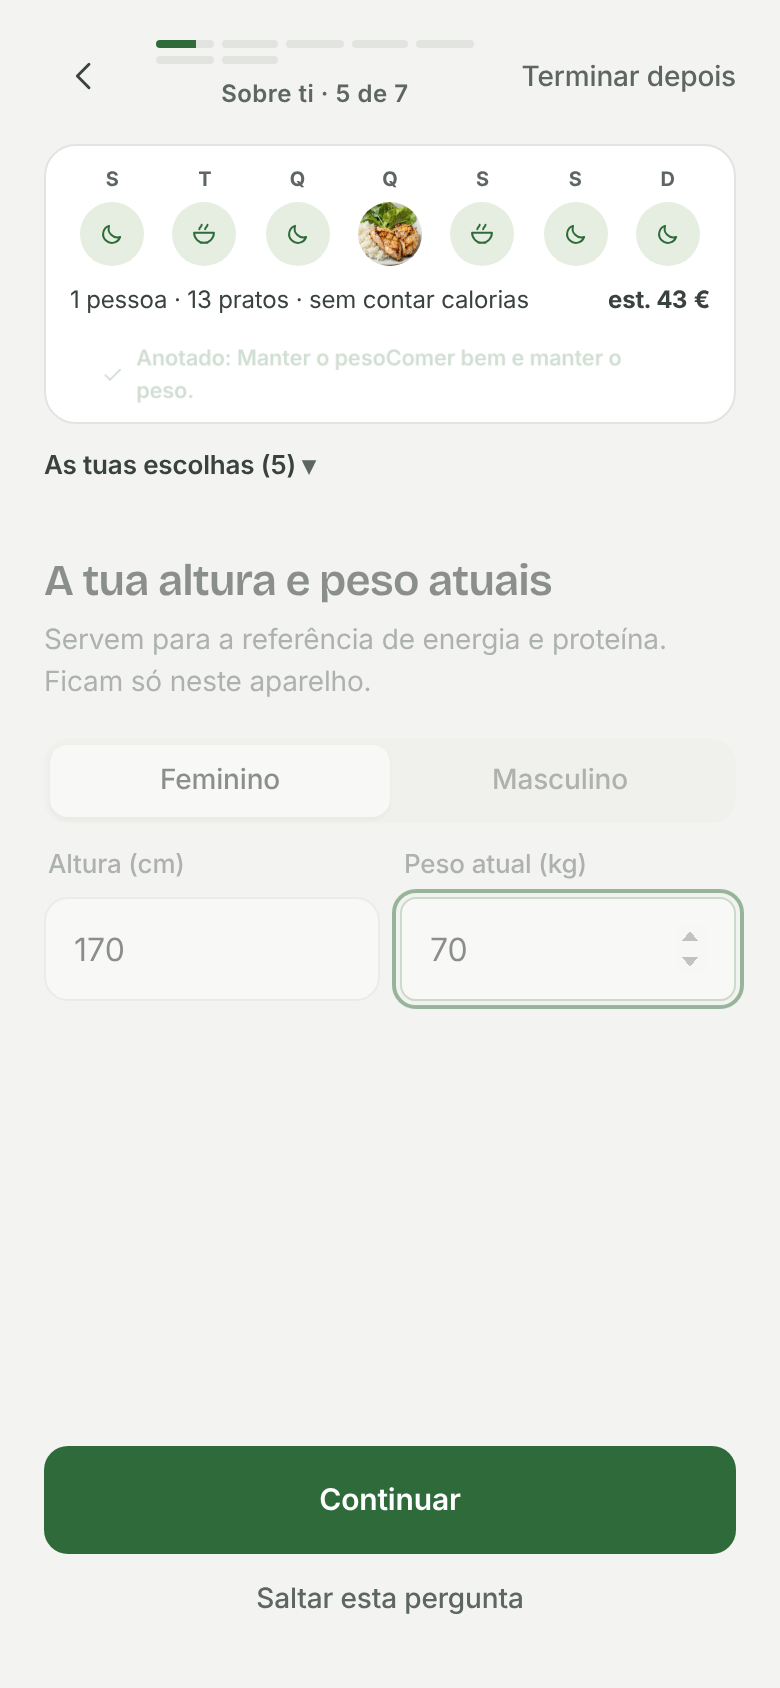 Sobre ti · 5 de 7
Terminar depois
S T Q Q S S D
1 pessoa · 13 pratos · sem contar calorias est. 43 €
Anotado: Manter o pesoComer bem e manter o
peso.
As tuas escolhas (5) ▾
A tua altura e peso atuais
Servem para a referência de energia e proteína.
Ficam só neste aparelho.
Feminino Masculino
Altura (cm) Peso atual (kg)
170 70
Continuar
Saltar esta pergunta